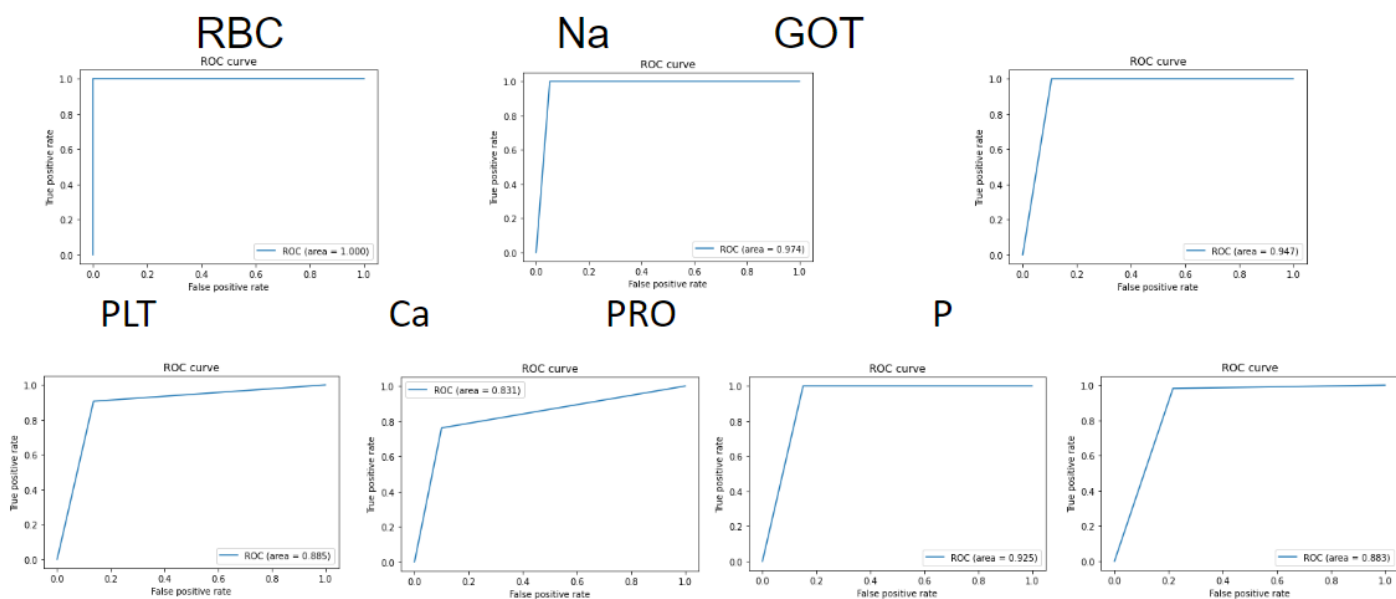 RBC Na GOT
ROC curve
1.0
0.8
0.6
0.4
0.2
0.0
True positive rate
ROC (area = 1.000)
0.0 0.2 0.4 0.6 0.8 1.0
False positive rate
ROC curve
1.0
0.8
0.6
0.4
0.2
0.0
True positive rate
ROC (area = 0.974)
0.0 0.2 0.4 0.6 0.8 1.0
False positive rate
ROC curve
1.0
0.8
0.6
0.4
0.2
0.0
True positive rate
ROC (area = 0.947)
0.0 0.2 0.4 0.6 0.8 1.0
False positive rate
PLT Ca PRO P
ROC curve
1.0
0.8
0.6
0.4
0.2
0.0
True positive rate
ROC (area = 0.885)
0.0 0.2 0.4 0.6 0.8 1.0
False positive rate
ROC curve
1.0
0.8
0.6
0.4
0.2
0.0
True positive rate
ROC (area = 0.831)
0.0 0.2 0.4 0.6 0.8 1.0
False positive rate
ROC curve
1.0
0.8
0.6
0.4
0.2
0.0
True positive rate
ROC (area = 0.925)
0.0 0.2 0.4 0.6 0.8 1.0
False positive rate
ROC curve
1.0
0.8
0.6
0.4
0.2
0.0
True positive rate
ROC (area = 0.883)
0.0 0.2 0.4 0.6 0.8 1.0
False positive rate